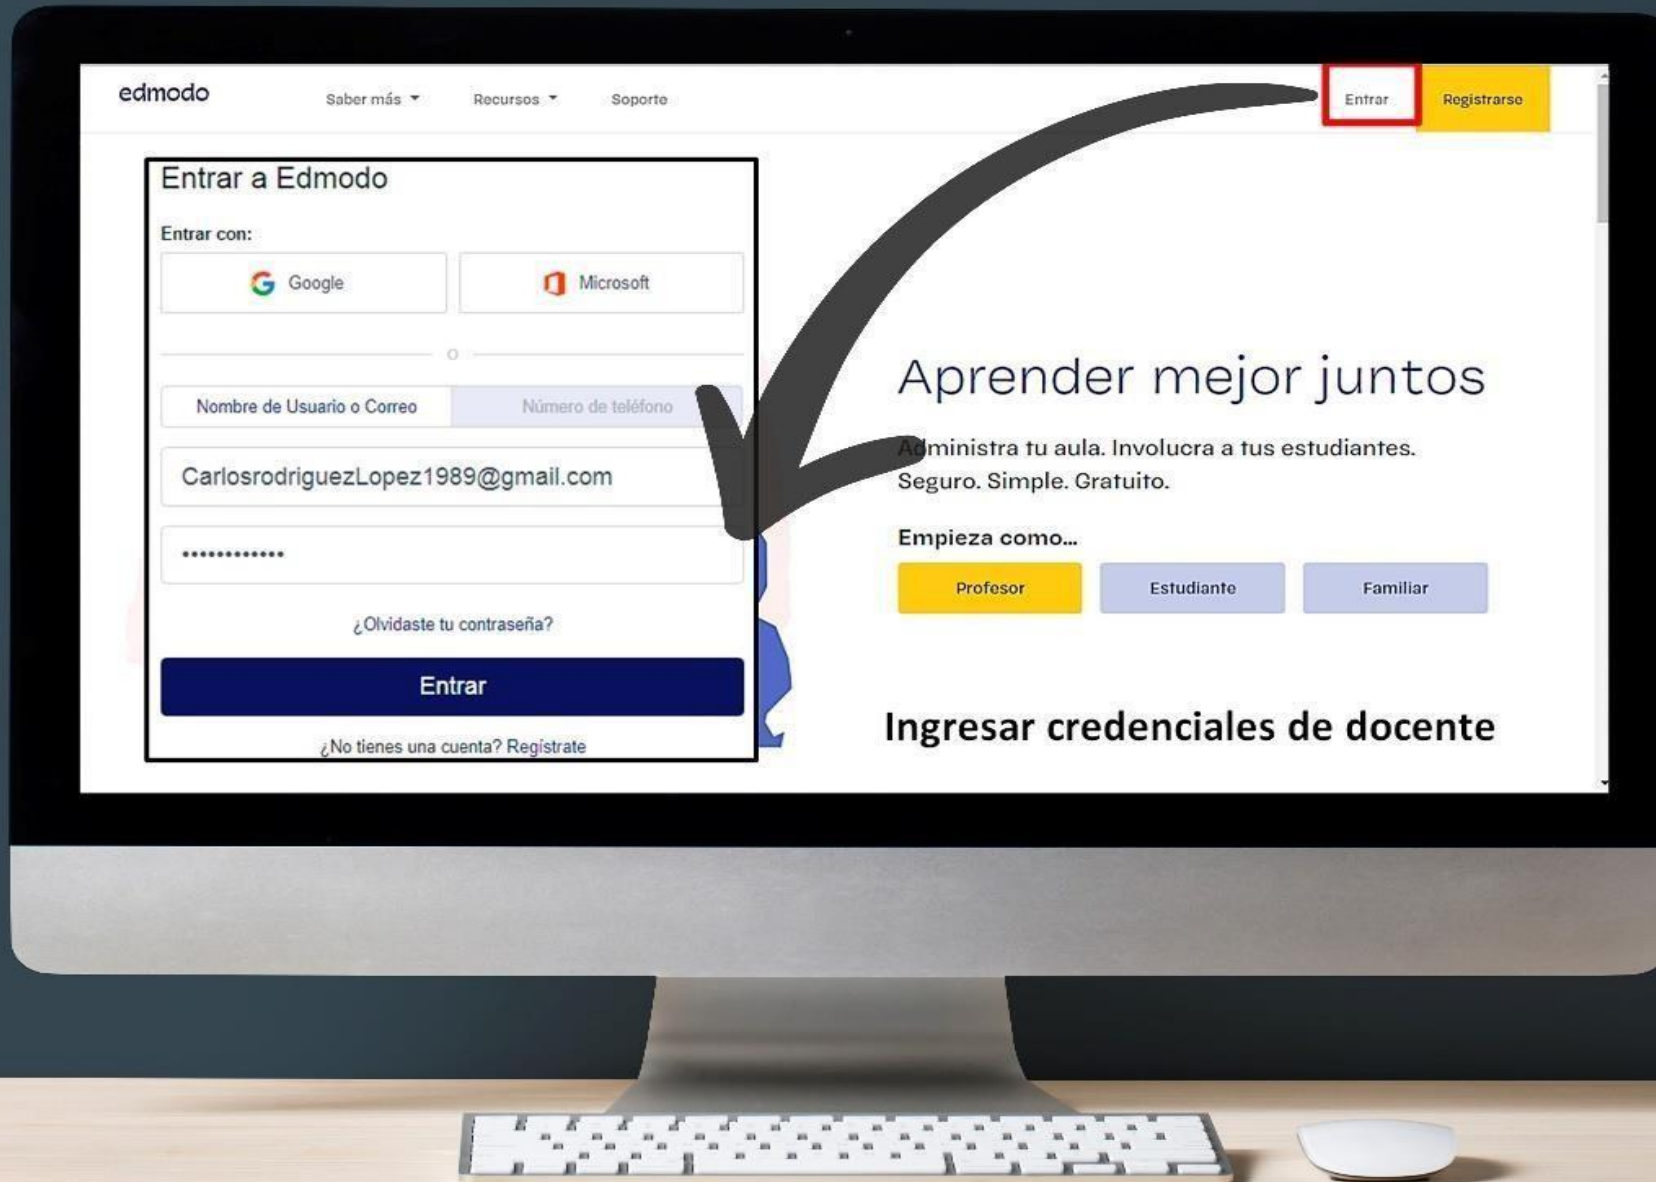 edmodo
Saber más
Recursos
Soporte
Entrar
Registrarse
Entrar a Edmodo
Entrar con:
Google
Microsoft
o
Nombre de Usuario o Correo
Número de teléfono
CarlosrodriguezLopez1989@gmail.com
••••••••••••
¿Olvidaste tu contraseña?
Entrar
¿No tienes una cuenta? Regístrate
Aprender mejor juntos
Administra tu aula. Involucra a tus estudiantes.
Seguro. Simple. Gratuito.
Empieza como...
Profesor
Estudiante
Familiar
Ingresar credenciales de docente